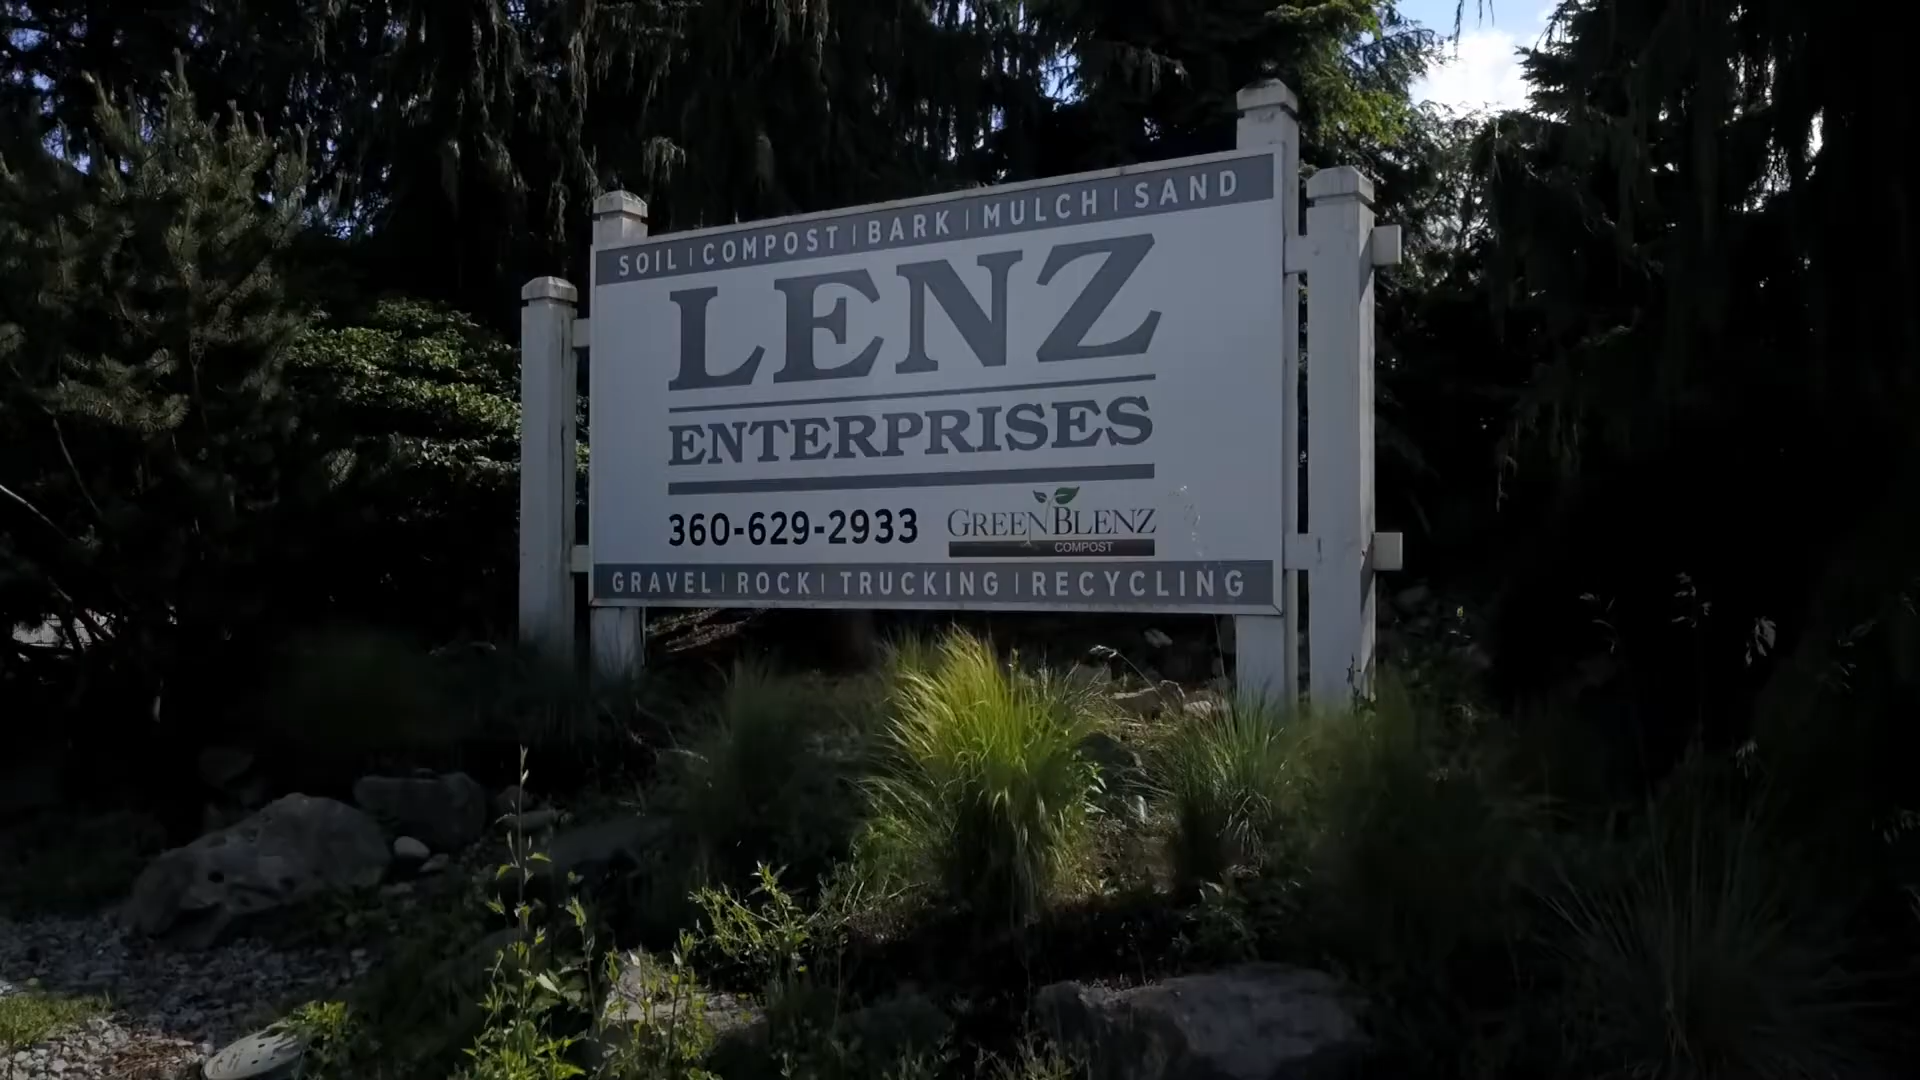 SOIL | COMPOST | BARK | MULCH | SAND
LENZ
ENTERPRISES
360-629-2933
GREENBLENZ
COMPOST
GRAVEL | ROCK | TRUCKING | RECYCLING